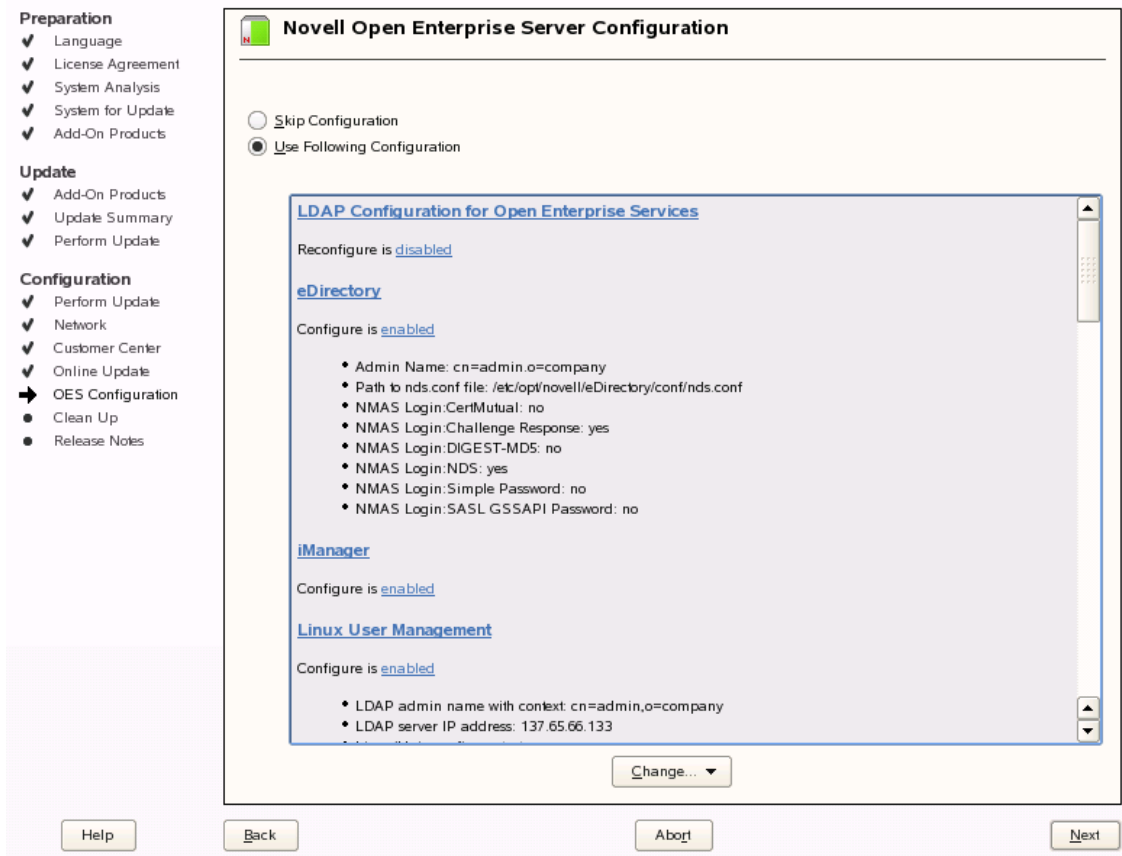 Preparation
Language
License Agreement
System Analysis
System for Update
Add-On Products
Update
Add-On Products
Update Summary
Perform Update
Configuration
Perform Update
Network
Customer Center
Online Update
OES Configuration
Clean Up
Release Notes
N
Novell Open Enterprise Server Configuration
Skip Configuration
Use Following Configuration
LDAP Configuration for Open Enterprise Services
Reconfigure is disabled
eDirectory
Configure is enabled
• Admin Name: cn=admin.o=company
• Path to nds.conf file: /etc/opt/novell/eDirectory/conf/nds.conf
• NMAS Login:CertMutual: no
• NMAS Login:Challenge Response: yes
• NMAS Login:DIGEST-MD5: no
• NMAS Login:NDS: yes
• NMAS Login:Simple Password: no
• NMAS Login:SASL GSSAPI Password: no
iManager
Configure is enabled
Linux User Management
Configure is enabled
• LDAP admin name with context: cn=admin,o=company
• LDAP server IP address: 137.65.66.133
Change...
Help
Back
Abort
Next